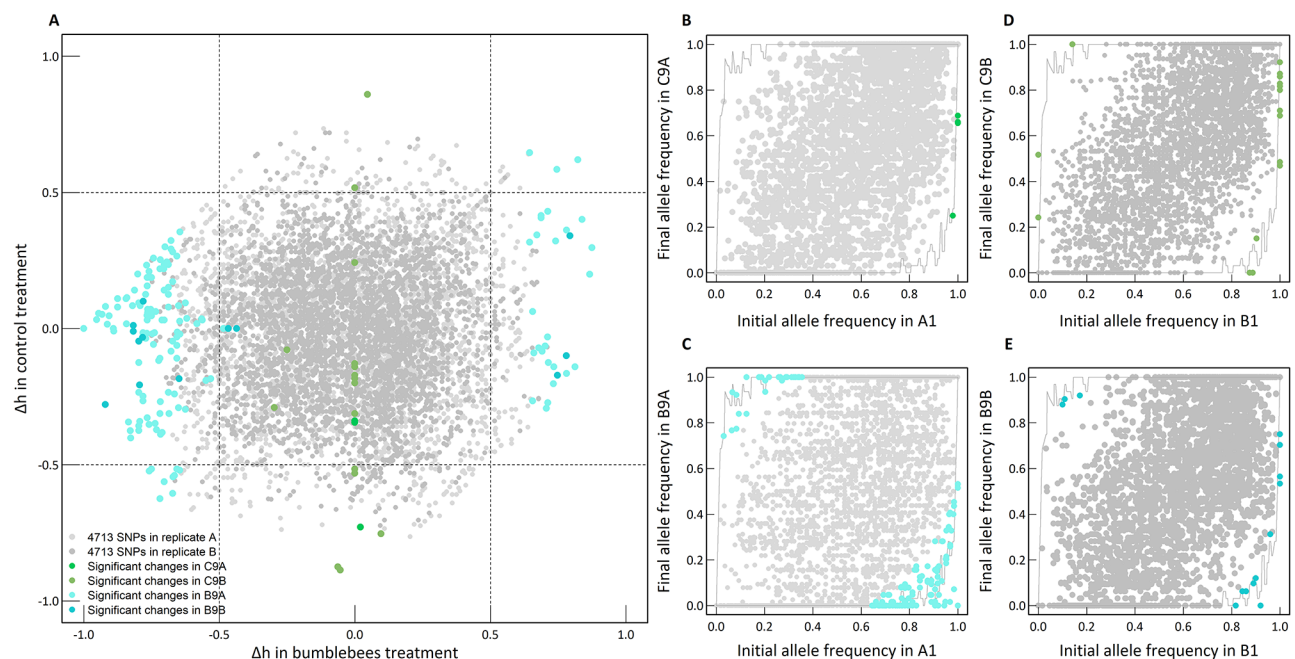 A
1.0
0.5
0.0
-0.5
-1.0
Δh in control treatment
4713 SNPs in replicate A
4713 SNPs in replicate B
Significant changes in C9A
Significant changes in C9B
Significant changes in B9A
Significant changes in B9B
-1.0 -0.5 0.0 0.5 1.0
Δh in bumblebees treatment
B
Final allele frequency in C9A
1.0
0.8
0.6
0.4
0.2
0.0
0.0 0.2 0.4 0.6 0.8 1.0
Initial allele frequency in A1
D
Final allele frequency in C9B
1.0
0.8
0.6
0.4
0.2
0.0
0.0 0.2 0.4 0.6 0.8 1.0
Initial allele frequency in B1
C
Final allele frequency in B9A
1.0
0.8
0.6
0.4
0.2
0.0
0.0 0.2 0.4 0.6 0.8 1.0
Initial allele frequency in A1
E
Final allele frequency in B9B
1.0
0.8
0.6
0.4
0.2
0.0
0.0 0.2 0.4 0.6 0.8 1.0
Initial allele frequency in B1